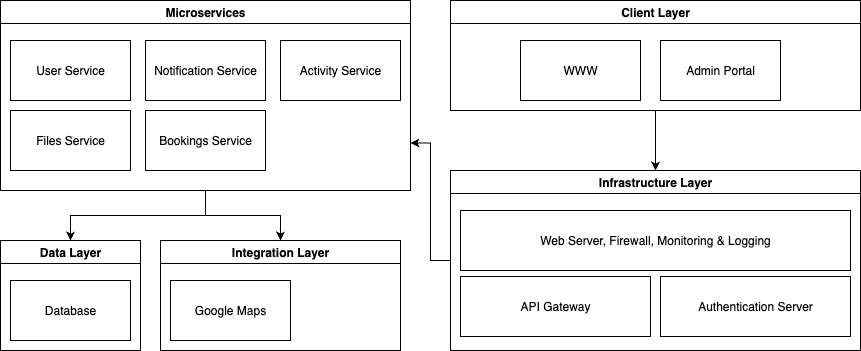 Microservices
User Service
Notification Service
Activity Service
Files Service
Bookings Service
Client Layer
WWW
Admin Portal
Infrastructure Layer
Web Server, Firewall, Monitoring & Logging
API Gateway
Authentication Server
Data Layer
Database
Integration Layer
Google Maps